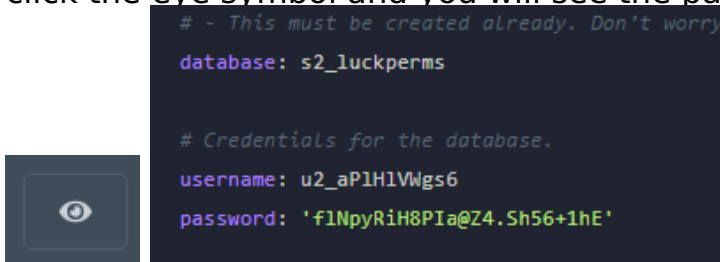 click the eye symbol and you will see the pa
# - This must be created already. Don't worry
database: s2_luckperms
# Credentials for the database.
username: u2_aPlHlVWgs6
password: 'flNpyRiH8PIa@Z4.Sh56+1hE'